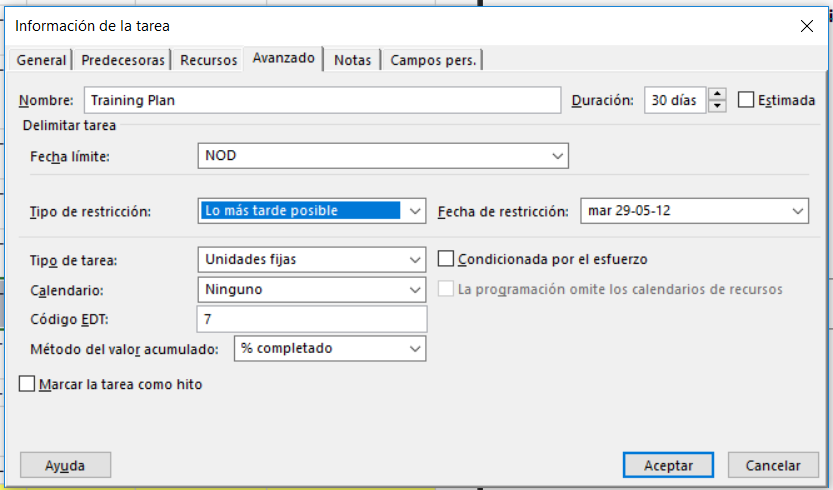 Información de la tarea
General Predecesoras Recursos Avanzado Notas Campos pers.
Nombre: Training Plan Duración: 30 días Estimada
Delimitar tarea
Fecha límite: NOD
Tipo de restricción: Lo más tarde posible Fecha de restricción: mar 29-05-12
Tipo de tarea: Unidades fijas Condicionada por el esfuerzo
Calendario: Ninguno La programación omite los calendarios de recursos
Código EDT: 7
Método del valor acumulado: % completado
Marcar la tarea como hito
Ayuda Aceptar Cancelar